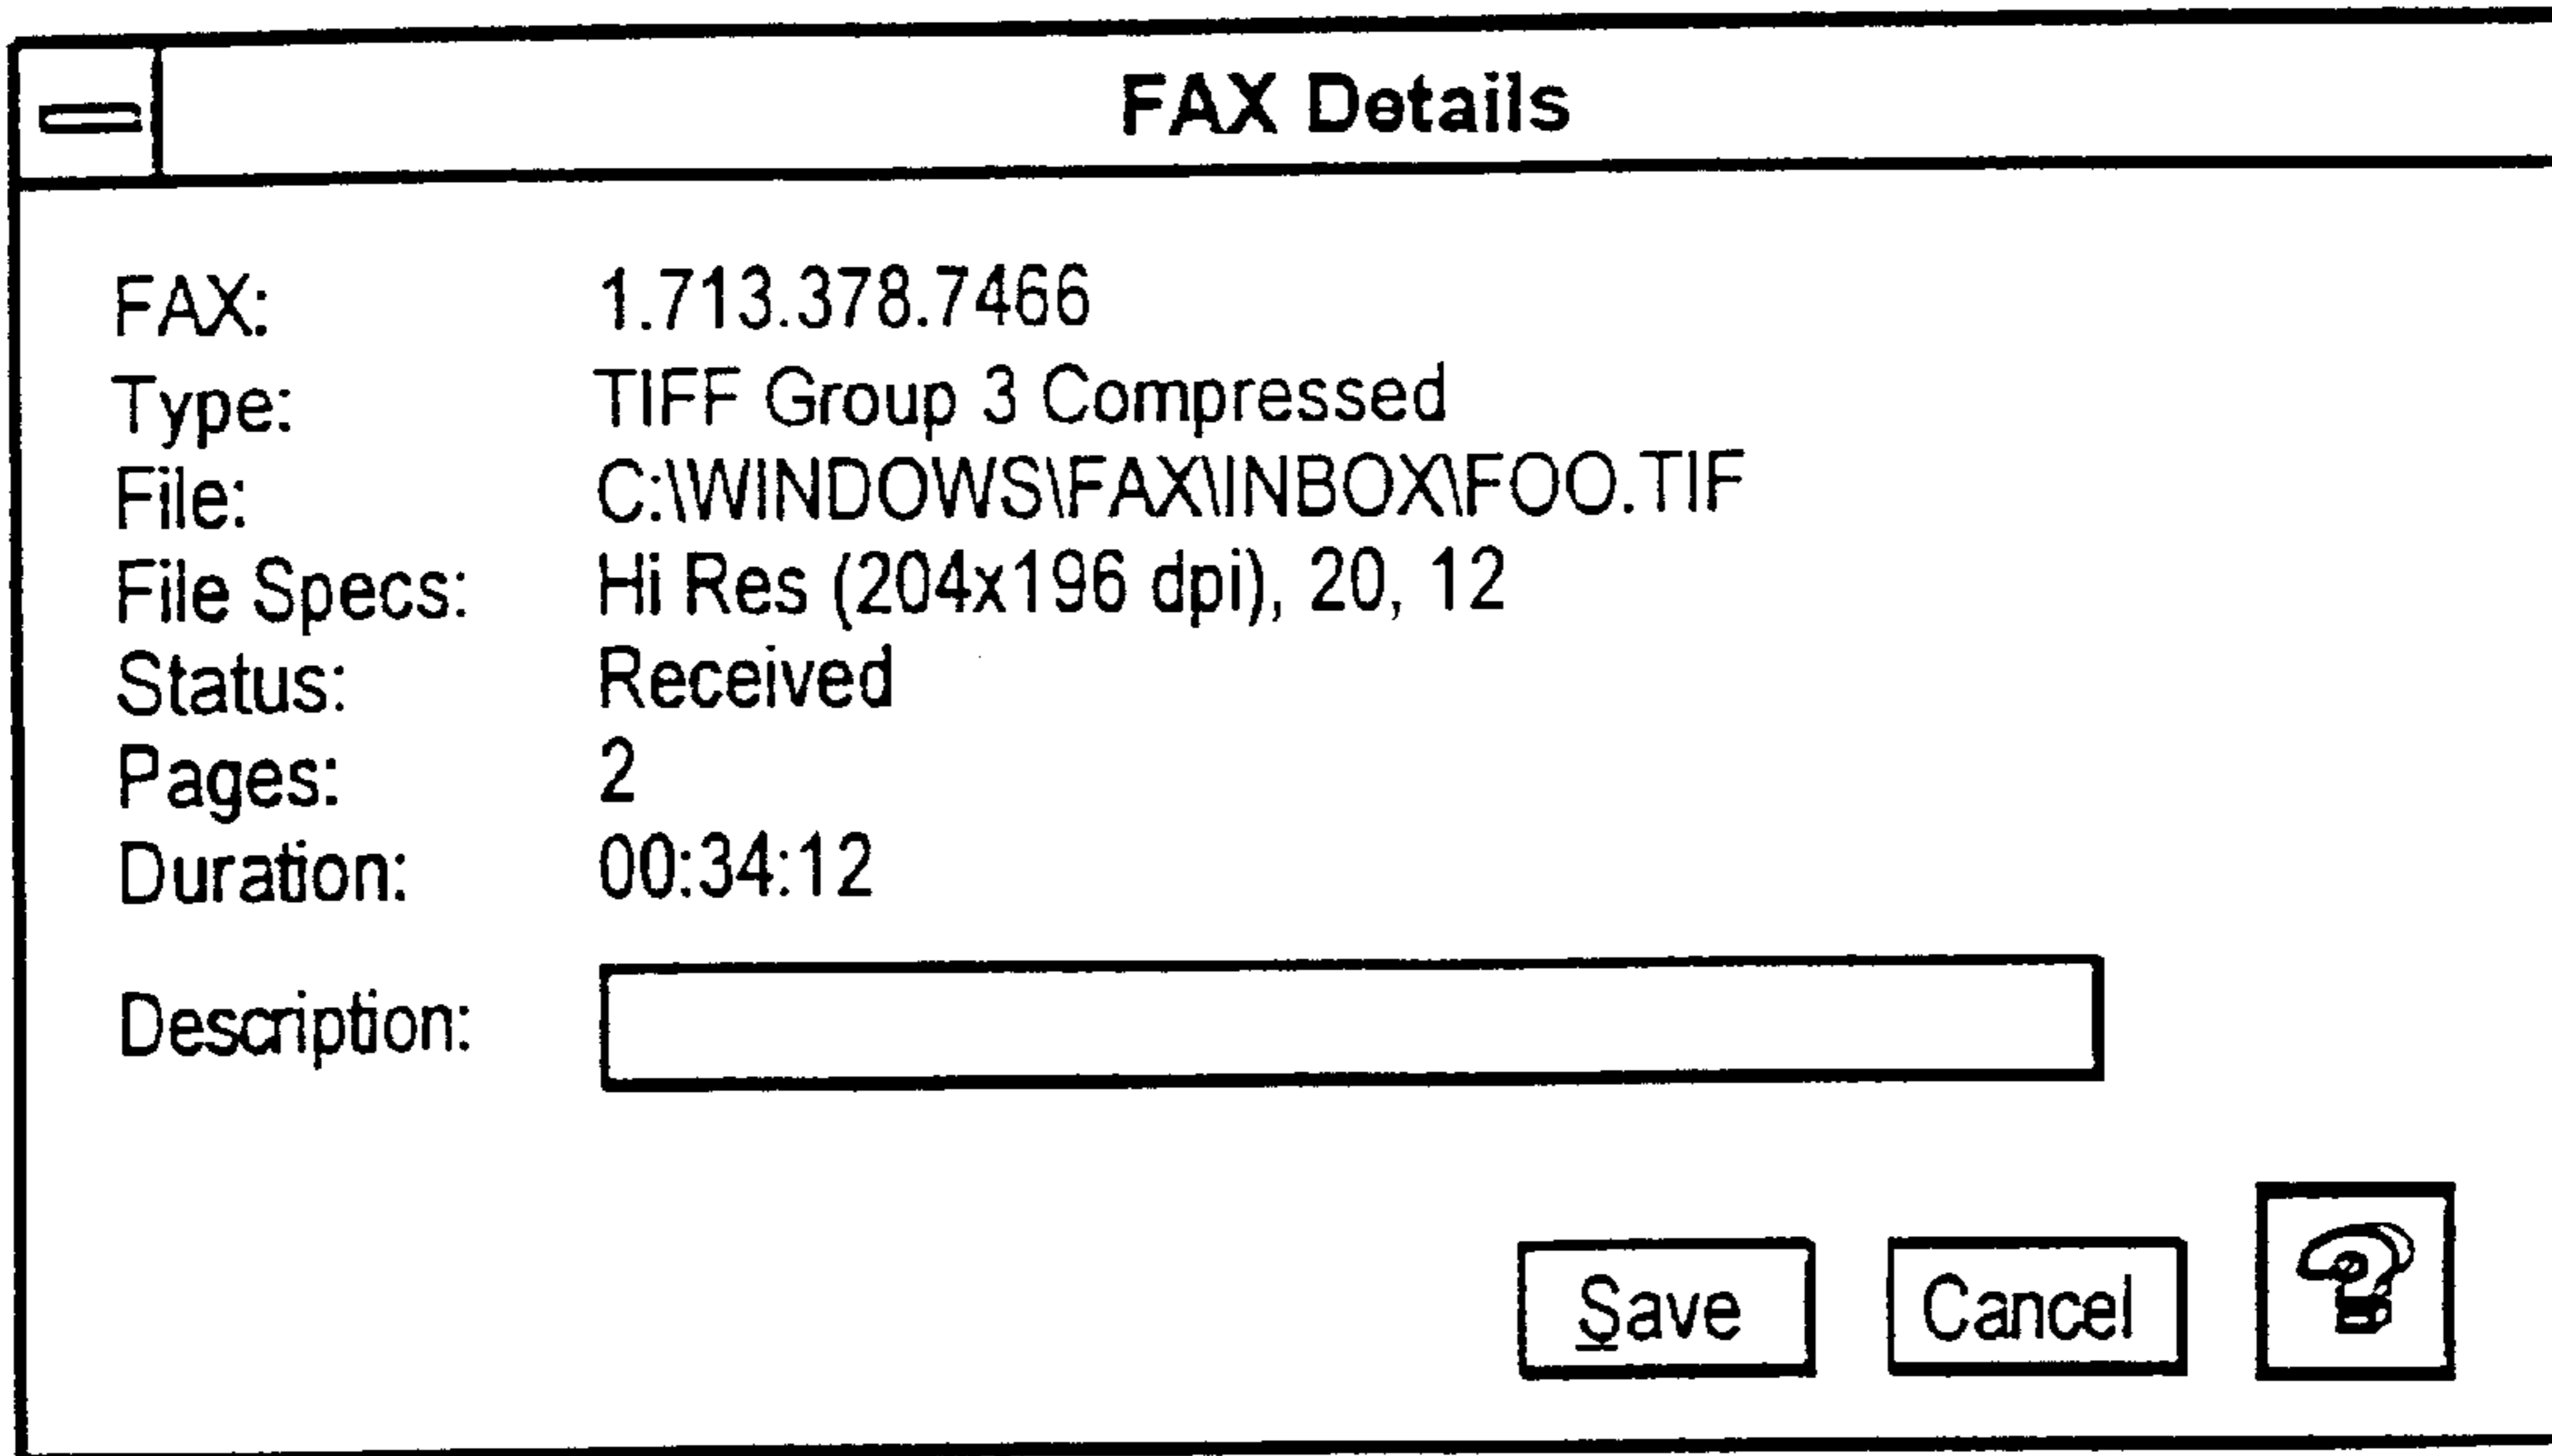 FAX Details
FAX: 1.713.378.7466
Type: TIFF Group 3 Compressed
File: C:\WINDOWS\FAX\INBOX\FOO.TIF
File Specs: Hi Res (204x196 dpi), 20, 12
Status: Received
Pages: 2
Duration: 00:34:12
Description:
Save Cancel ?